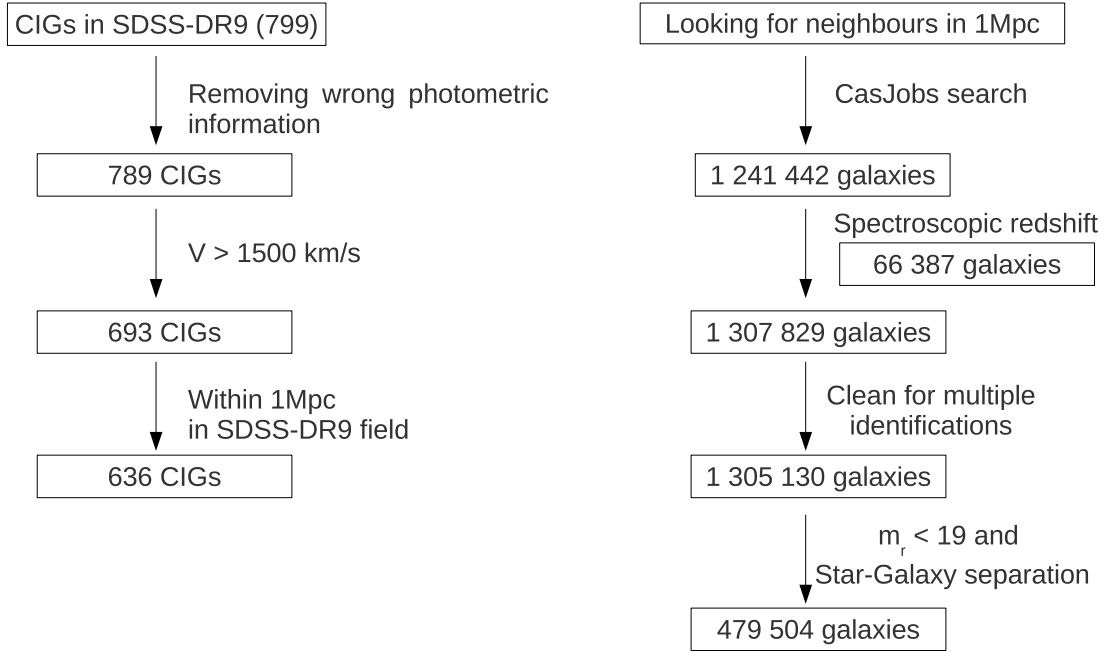 CIGs in SDSS-DR9 (799)
Removing wrong photometric
information
789 CIGs
V > 1500 km/s
693 CIGs
Within 1Mpc
in SDSS-DR9 field
636 CIGs
Looking for neighbours in 1Mpc
CasJobs search
1 241 442 galaxies
Spectroscopic redshift
66 387 galaxies
1 307 829 galaxies
Clean for multiple
identifications
1 305 130 galaxies
m_r < 19 and
Star-Galaxy separation
479 504 galaxies